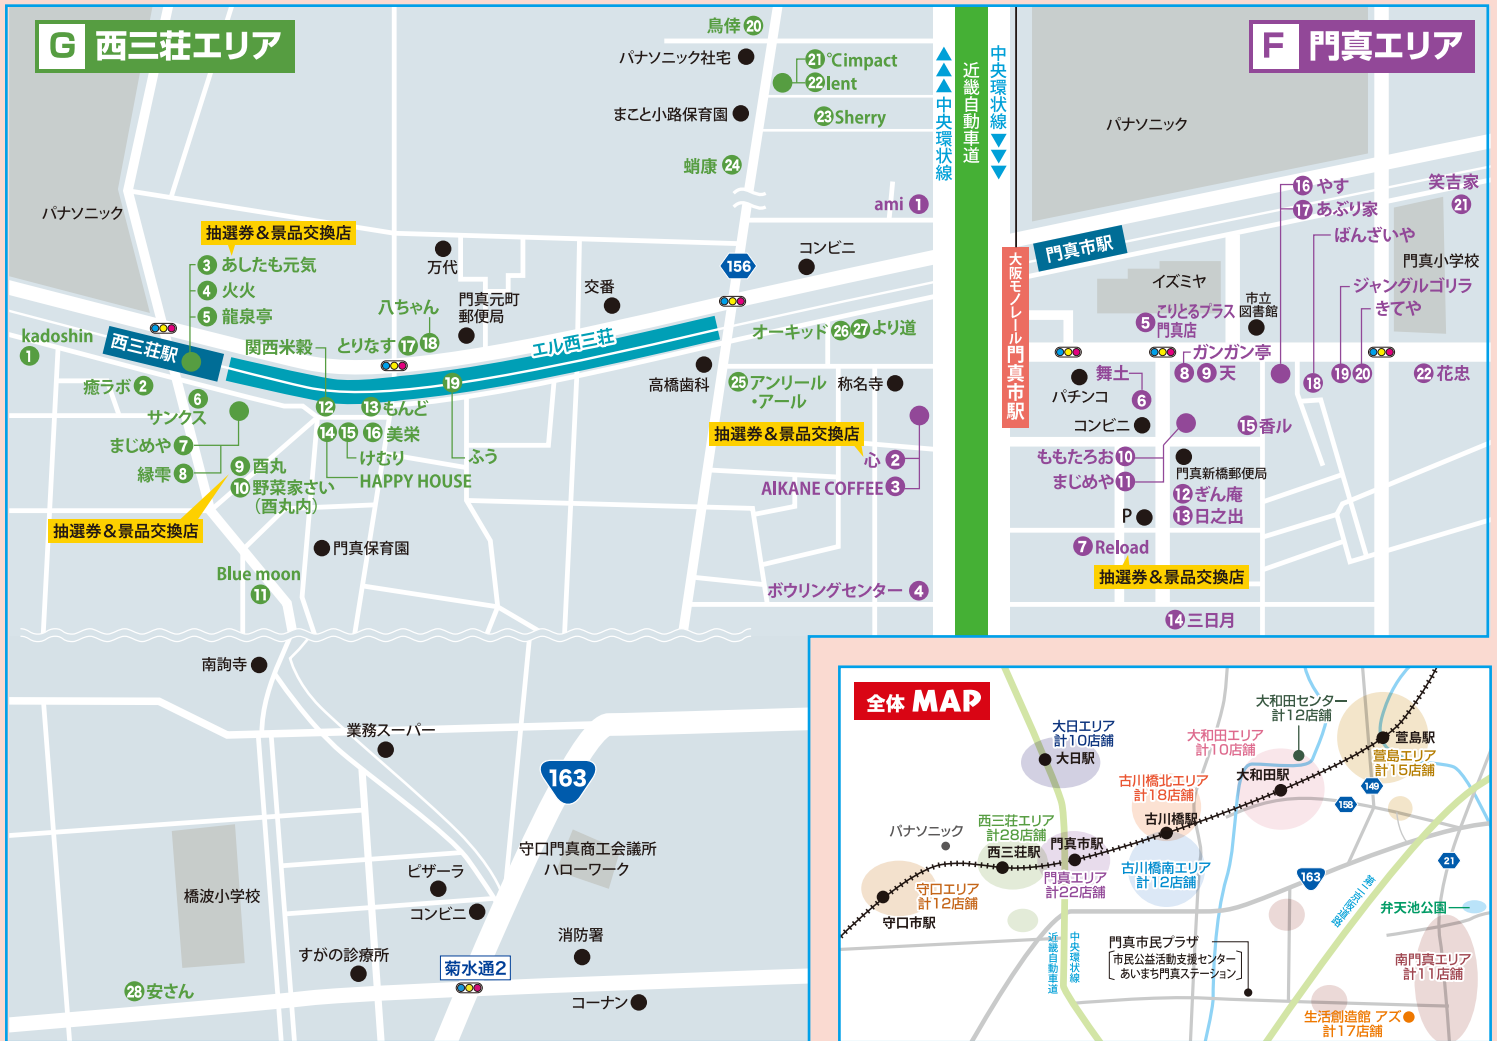 G 西三荘エリア
F 門真エリア
鳥倖 20
パナソニック社宅
21 ℃impact
22 lent
まこと小路保育園
23 Sherry
蛸康 24
ami 1
中央環状線
近畿自動車道
中央環状線
パナソニック
16 やす
17 あぶり家
笑吉家
21
ばんざいや
門真市駅
門真小学校
イズミヤ
ジャングルゴリラ
きてや
5 こりとるプラス
門真店
市立
図書館
大阪モノレール 門真市駅
パナソニック
抽選券&景品交換店
3 あしたも元気
4 火火
5 龍泉亭
万代
コンビニ
156
交番
門真元町
郵便局
八ちゃん
とりなす 17 18
エル西三荘
kadoshin
1
西三荘駅
関西米穀
オーキッド 26 27 より道
癒ラボ 2
6
サンクス
19
高橋歯科
25 アンリール
・アール
称名寺
12
13 もんど
14 15 16 美栄
まじめや 7
縁雫 8
けむり
HAPPY HOUSE
ふう
9 酉丸
10 野菜家さい
(酉丸内)
抽選券&景品交換店
抽選券&景品交換店
心 2
AIKANE COFFEE 3
門真保育園
Blue moon
11
ボウリングセンター 4
パチンコ
舞土
6
ガンガン亭
8 9 天
18
19 20
22 花忠
コンビニ
15 香ル
ももたろお 10
まじめや 11
門真新橋郵便局
12 ぎん庵
13 日之出
P
7 Reload
抽選券&景品交換店
14 三日月
南詢寺
業務スーパー
163
守口門真商工会議所
ハローワーク
ピザーラ
コンビニ
橋波小学校
すがの診療所
消防署
菊水通2
28 安さん
コーナン
全体 MAP
大日エリア
計10店舗
大日駅
大和田センター
計12店舗
大和田エリア
計10店舗
大和田駅
萱島駅
萱島エリア
計15店舗
149
158
古川橋北エリア
計18店舗
古川橋駅
西三荘エリア
計28店舗
パナソニック
西三荘駅
門真市駅
門真エリア
計22店舗
古川橋南エリア
計12店舗
守口エリア
計12店舗
守口市駅
21
163
第二京阪道路
弁天池公園
近畿自動車道
中央環状線
門真市民プラザ
市民公益活動支援センター
あいまち門真ステーション
南門真エリア
計11店舗
生活創造館 アズ
計17店舗